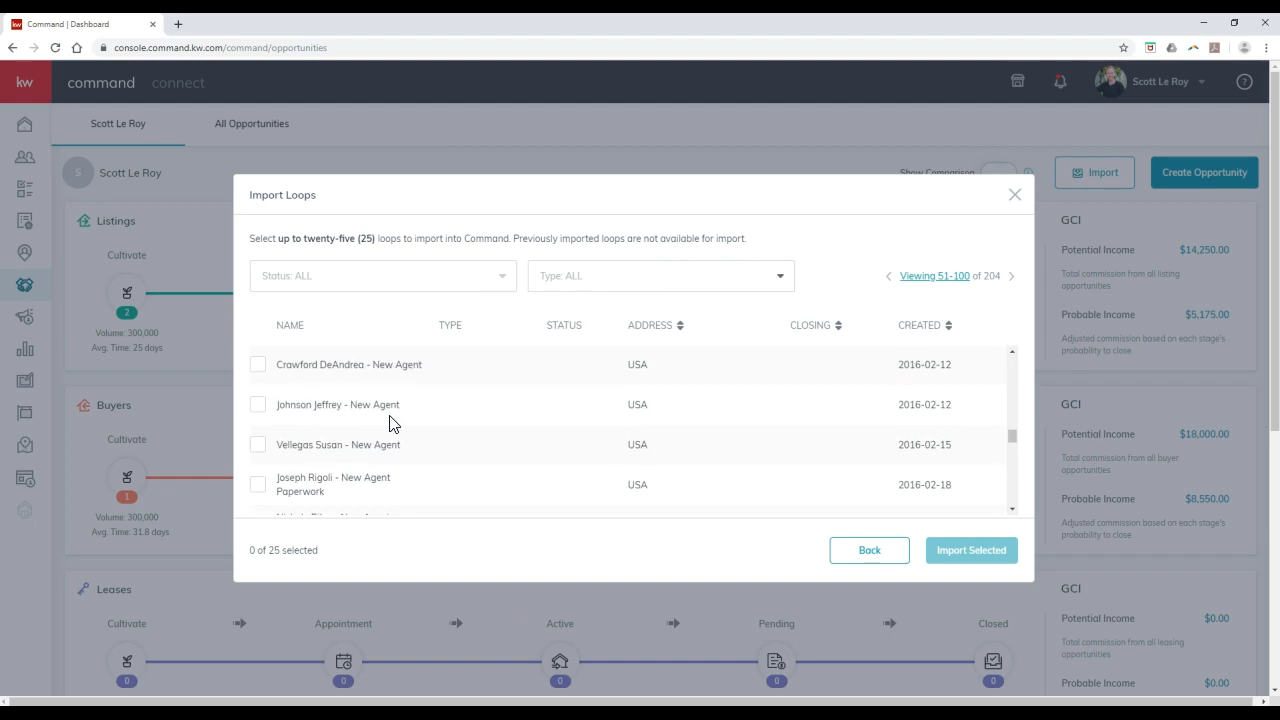 kw Command | Dashboard
console.command.kw.com/command/opportunities
kw command connect Scott Le Roy ?
Scott Le Roy All Opportunities
S Scott Le Roy Show Comparison Import Create Opportunity
Import Loops
Select up to twenty-five (25) loops to import into Command. Previously imported loops are not available for import.
Status: ALL Type: ALL Viewing 51-100 of 204
NAME TYPE STATUS ADDRESS CLOSING CREATED
Crawford DeAndrea - New Agent USA 2016-02-12
Johnson Jeffrey - New Agent USA 2016-02-12
Vellegas Susan - New Agent USA 2016-02-15
Joseph Rigoli - New Agent
Paperwork USA 2016-02-18
0 of 25 selected Back Import Selected
Listings
Cultivate
2
Volume: 300,000
Avg. Time: 25 days
GCI
Potential Income $14,250.00
Total commission from all listing
opportunities
Probable Income $5,175.00
Adjusted commission based on each stage's
probability to close
Buyers
Cultivate
1
Volume: 300,000
Avg. Time: 31.8 days
GCI
Potential Income $18,000.00
Total commission from all buyer
opportunities
Probable Income $8,550.00
Adjusted commission based on each stage's
probability to close
Leases
Cultivate Appointment Active Pending Closed
0 0 0 0 0
GCI
Potential Income $0.00
Total commission from all leasing
opportunities
Probable Income $0.00